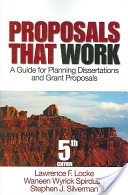 PROPOSALS
THAT WORK
A Guide for Planning Dissertations
and Grant Proposals
5th
EDITION
Lawrence F. Locke
Waneen Wyrick Spirduso
Stephen J. Silverman